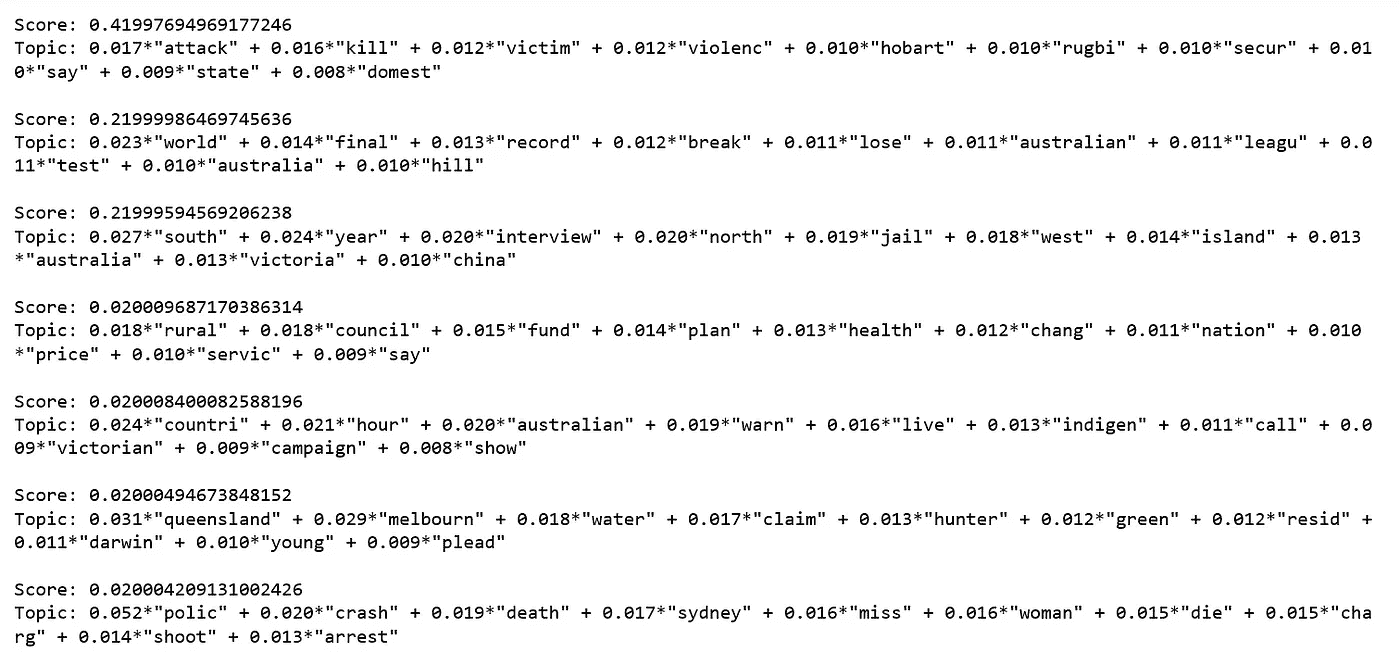 Score: 0.41997694969177246
Topic: 0.017*"attack" + 0.016*"kill" + 0.012*"victim" + 0.012*"violenc" + 0.010*"hobart" + 0.010*"rugbi" + 0.010*"secur" + 0.01
0*"say" + 0.009*"state" + 0.008*"domest"
Score: 0.21999986469745636
Topic: 0.023*"world" + 0.014*"final" + 0.013*"record" + 0.012*"break" + 0.011*"lose" + 0.011*"australian" + 0.011*"leagu" + 0.0
11*"test" + 0.010*"australia" + 0.010*"hill"
Score: 0.21999594569206238
Topic: 0.027*"south" + 0.024*"year" + 0.020*"interview" + 0.020*"north" + 0.019*"jail" + 0.018*"west" + 0.014*"island" + 0.013
*"australia" + 0.013*"victoria" + 0.010*"china"
Score: 0.020009687170386314
Topic: 0.018*"rural" + 0.018*"council" + 0.015*"fund" + 0.014*"plan" + 0.013*"health" + 0.012*"chang" + 0.011*"nation" + 0.010
*"price" + 0.010*"servic" + 0.009*"say"
Score: 0.020008400082588196
Topic: 0.024*"countri" + 0.021*"hour" + 0.020*"australian" + 0.019*"warn" + 0.016*"live" + 0.013*"indigen" + 0.011*"call" + 0.0
09*"victorian" + 0.009*"campaign" + 0.008*"show"
Score: 0.02000494673848152
Topic: 0.031*"queensland" + 0.029*"melbourn" + 0.018*"water" + 0.017*"claim" + 0.013*"hunter" + 0.012*"green" + 0.012*"resid" +
0.011*"darwin" + 0.010*"young" + 0.009*"plead"
Score: 0.020004209131002426
Topic: 0.052*"polic" + 0.020*"crash" + 0.019*"death" + 0.017*"sydney" + 0.016*"miss" + 0.016*"woman" + 0.015*"die" + 0.015*"cha
rg" + 0.014*"shoot" + 0.013*"arrest"